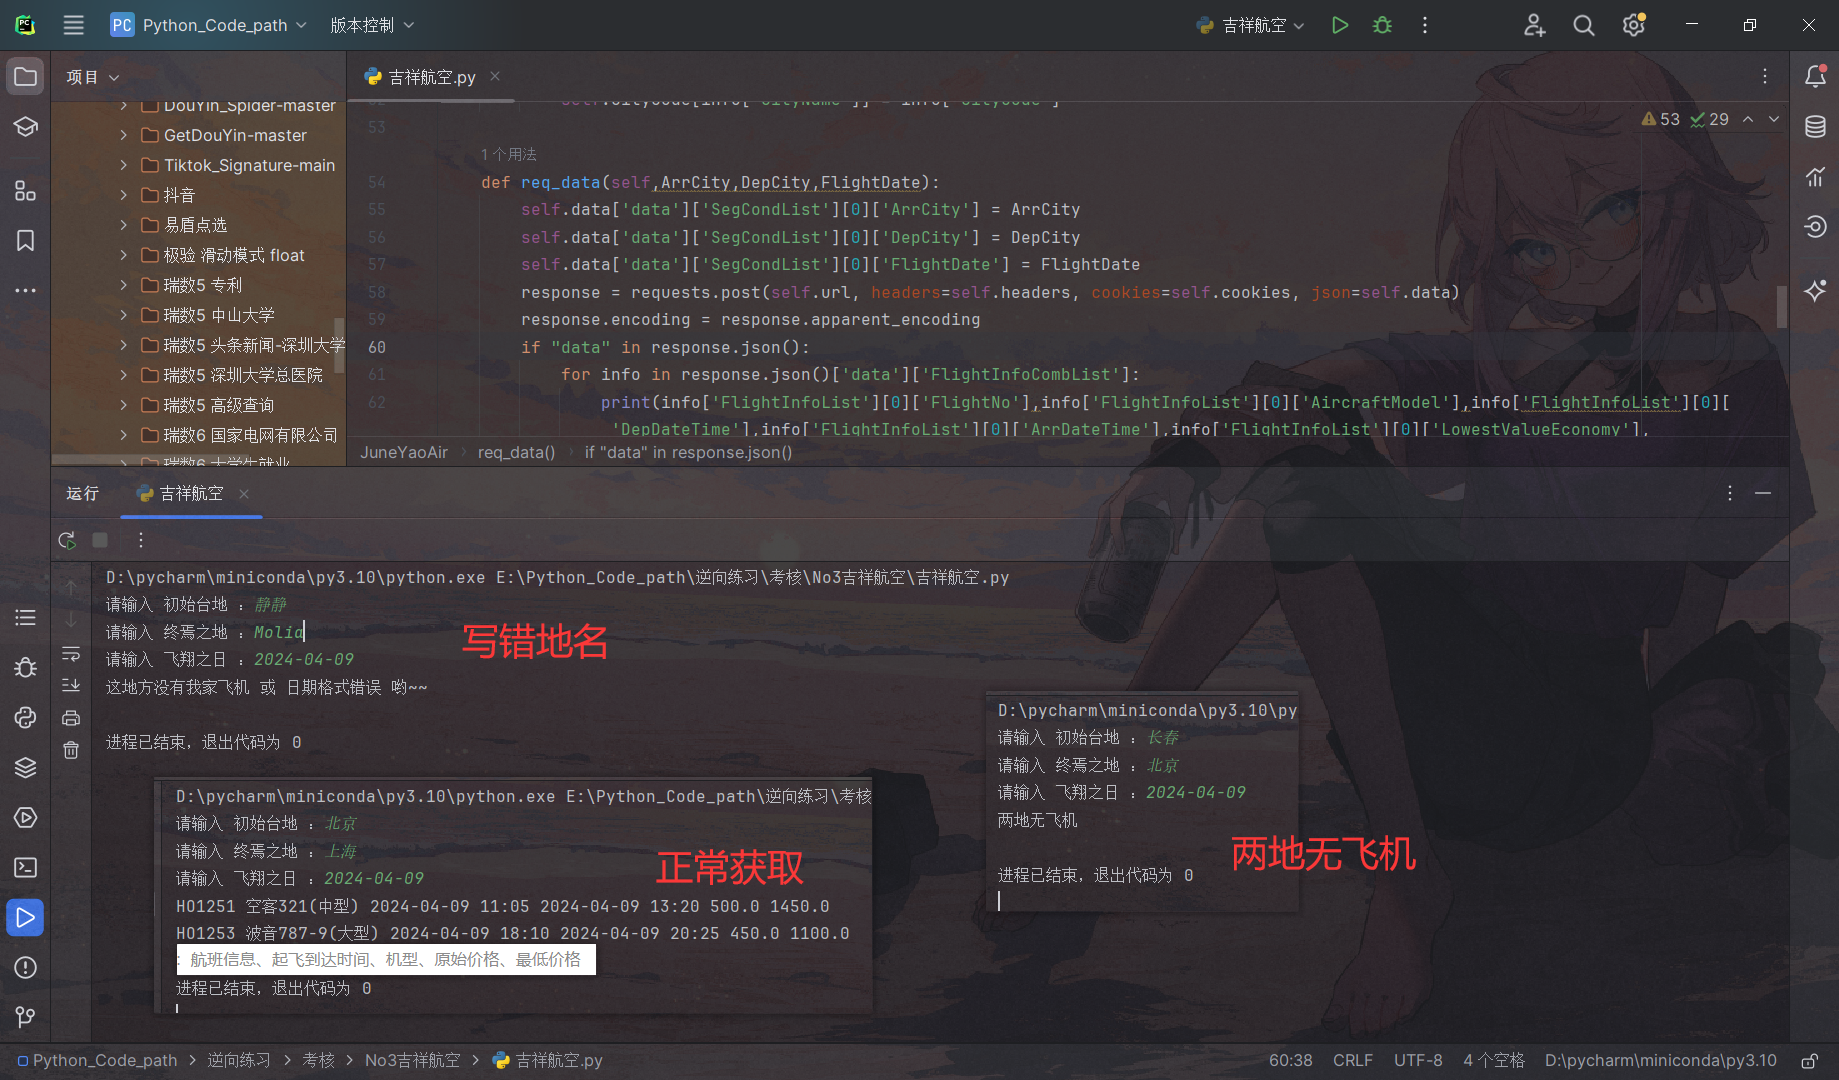 PC Python_Code_path 版本控制 吉祥航空
项目
DouYin_Spider-master
GetDouYin-master
Tiktok_Signature-main
抖音
易盾点选
极验 滑动模式 float
瑞数5 专利
瑞数5 中山大学
瑞数5 头条新闻-深圳大学
瑞数5 深圳大学总医院
瑞数5 高级查询
瑞数6 国家电网有限公司
瑞数6 大学生就业
吉祥航空.py
53 29
53
1 个用法
54 def req_data(self,ArrCity,DepCity,FlightDate):
55 self.data['data']['SegCondList'][0]['ArrCity'] = ArrCity
56 self.data['data']['SegCondList'][0]['DepCity'] = DepCity
57 self.data['data']['SegCondList'][0]['FlightDate'] = FlightDate
58 response = requests.post(self.url, headers=self.headers, cookies=self.cookies, json=self.data)
59 response.encoding = response.apparent_encoding
60 if "data" in response.json():
61 for info in response.json()['data']['FlightInfoCombList']:
62 print(info['FlightInfoList'][0]['FlightNo'],info['FlightInfoList'][0]['AircraftModel'],info['FlightInfoList'][0][
'DepDateTime'],info['FlightInfoList'][0]['ArrDateTime'],info['FlightInfoList'][0]['LowestValueEconomy'],
JuneYaoAir req_data() if "data" in response.json()
运行 吉祥航空
D:\pycharm\miniconda\py3.10\python.exe E:\Python_Code_path\逆向练习\考核\No3吉祥航空\吉祥航空.py
请输入 初始台地 ：静静
请输入 终焉之地 ：Molia
请输入 飞翔之日 ：2024-04-09
这地方没有我家飞机 或 日期格式错误 哟~~
进程已结束，退出代码为 0
写错地名
D:\pycharm\miniconda\py3.10\python.exe E:\Python_Code_path\逆向练习\考核
请输入 初始台地 ：北京
请输入 终焉之地 ：上海
请输入 飞翔之日 ：2024-04-09
HO1251 空客321(中型) 2024-04-09 11:05 2024-04-09 13:20 500.0 1450.0
HO1253 波音787-9(大型) 2024-04-09 18:10 2024-04-09 20:25 450.0 1100.0
：航班信息、起飞到达时间、机型、原始价格、最低价格
进程已结束，退出代码为 0
正常获取
D:\pycharm\miniconda\py3.10\py
请输入 初始台地 ：长春
请输入 终焉之地 ：北京
请输入 飞翔之日 ：2024-04-09
两地无飞机
进程已结束，退出代码为 0
两地无飞机
Python_Code_path 逆向练习 考核 No3吉祥航空 吉祥航空.py
60:38 CRLF UTF-8 4 个空格 D:\pycharm\miniconda\py3.10